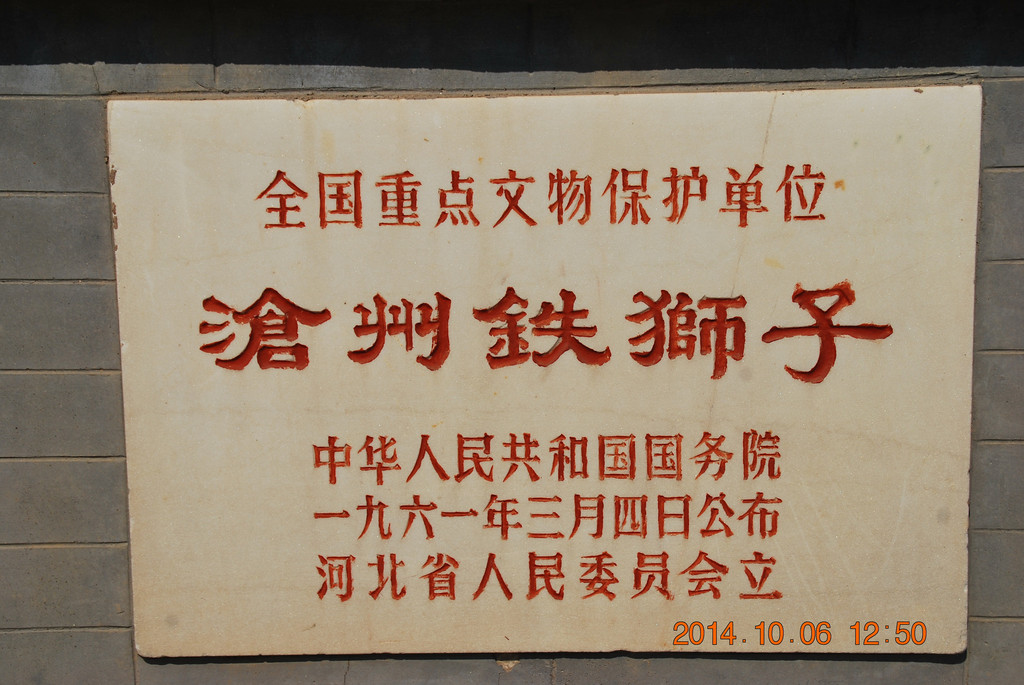 全国重点文物保护单位
滄州鉄獅子
中华人民共和国国务院
一九六一年三月四日公布
河北省人民委员会立
2014.10.06 12:50